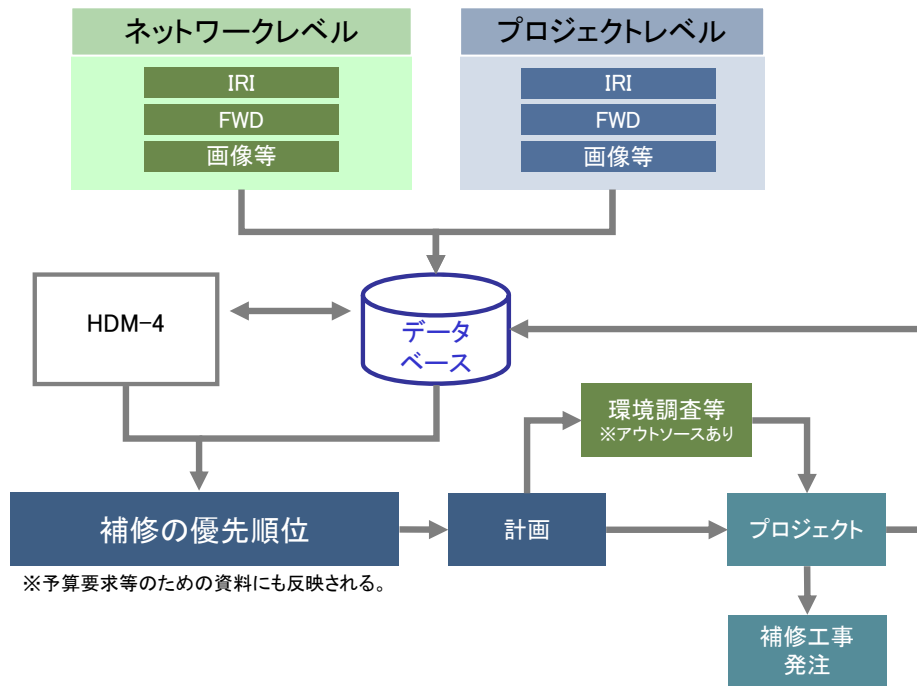 ネットワークレベル
IRI
FWD
画像等
プロジェクトレベル
IRI
FWD
画像等
HDM-4
データ
ベース
環境調査等
※アウトソースあり
補修の優先順位
計画
プロジェクト
※予算要求等のための資料にも反映される。
補修工事
発注